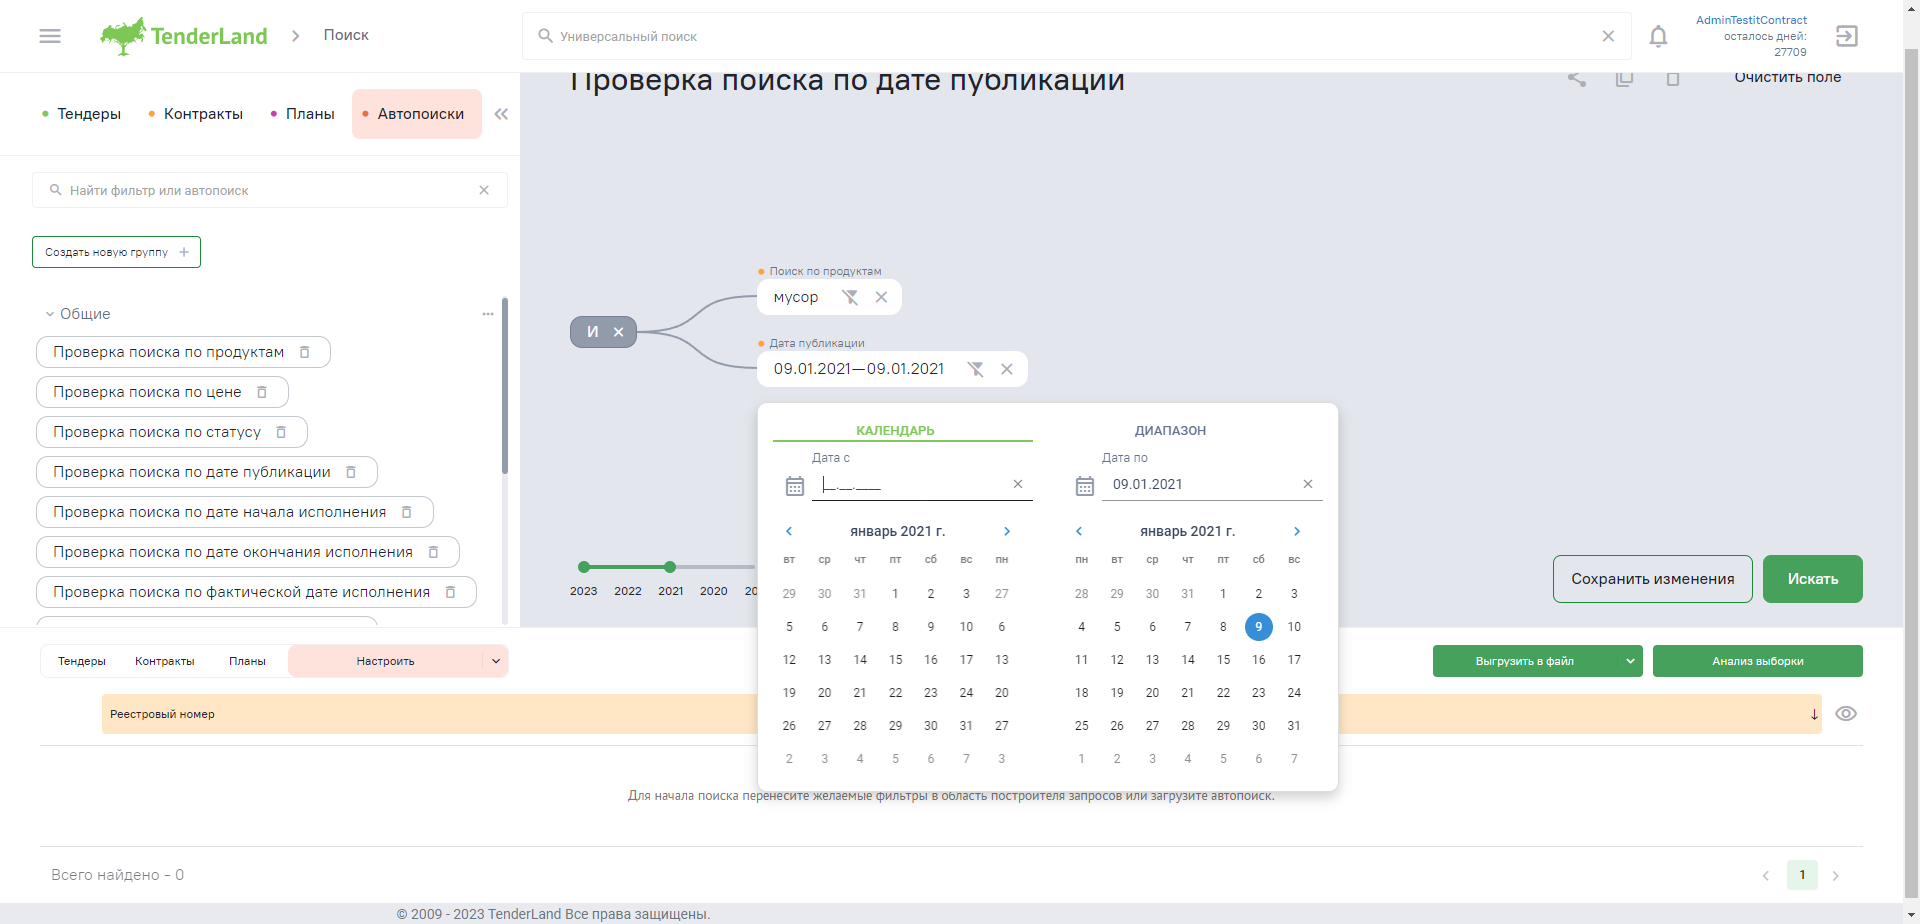 TenderLand
Поиск
Универсальный поиск
AdminTestitContract
осталось дней:
27709
Тендеры
Контракты
Планы
Автопоиски
Проверка поиска по дате публикации
Очистить поле
Найти фильтр или автопоиск
Создать новую группу
Общие
Проверка поиска по продуктам
Проверка поиска по цене
Проверка поиска по статусу
Проверка поиска по дате публикации
Проверка поиска по дате начала исполнения
Проверка поиска по дате окончания исполнения
Проверка поиска по фактической дате исполнения
И
Поиск по продуктам
мусор
Дата публикации
09.01.2021—09.01.2021
КАЛЕНДАРЬ
ДИАПАЗОН
Дата с
__.__.____
Дата по
09.01.2021
январь 2021 г.
вт ср чт пт сб вс пн
29 30 31 1 2 3 27
5 6 7 8 9 10 6
12 13 14 15 16 17 13
19 20 21 22 23 24 20
26 27 28 29 30 31 27
2 3 4 5 6 7 3
январь 2021 г.
пн вт ср чт пт сб вс
28 29 30 31 1 2 3
4 5 6 7 8 9 10
11 12 13 14 15 16 17
18 19 20 21 22 23 24
25 26 27 28 29 30 31
1 2 3 4 5 6 7
2023 2022 2021 2020 20
Сохранить изменения
Искать
Тендеры
Контракты
Планы
Настроить
Выгрузить в файл
Анализ выборки
Реестровый номер
Для начала поиска перенесите желаемые фильтры в область построителя запросов или загрузите автопоиск.
Всего найдено - 0
1
© 2009 - 2023 TenderLand Все права защищены.